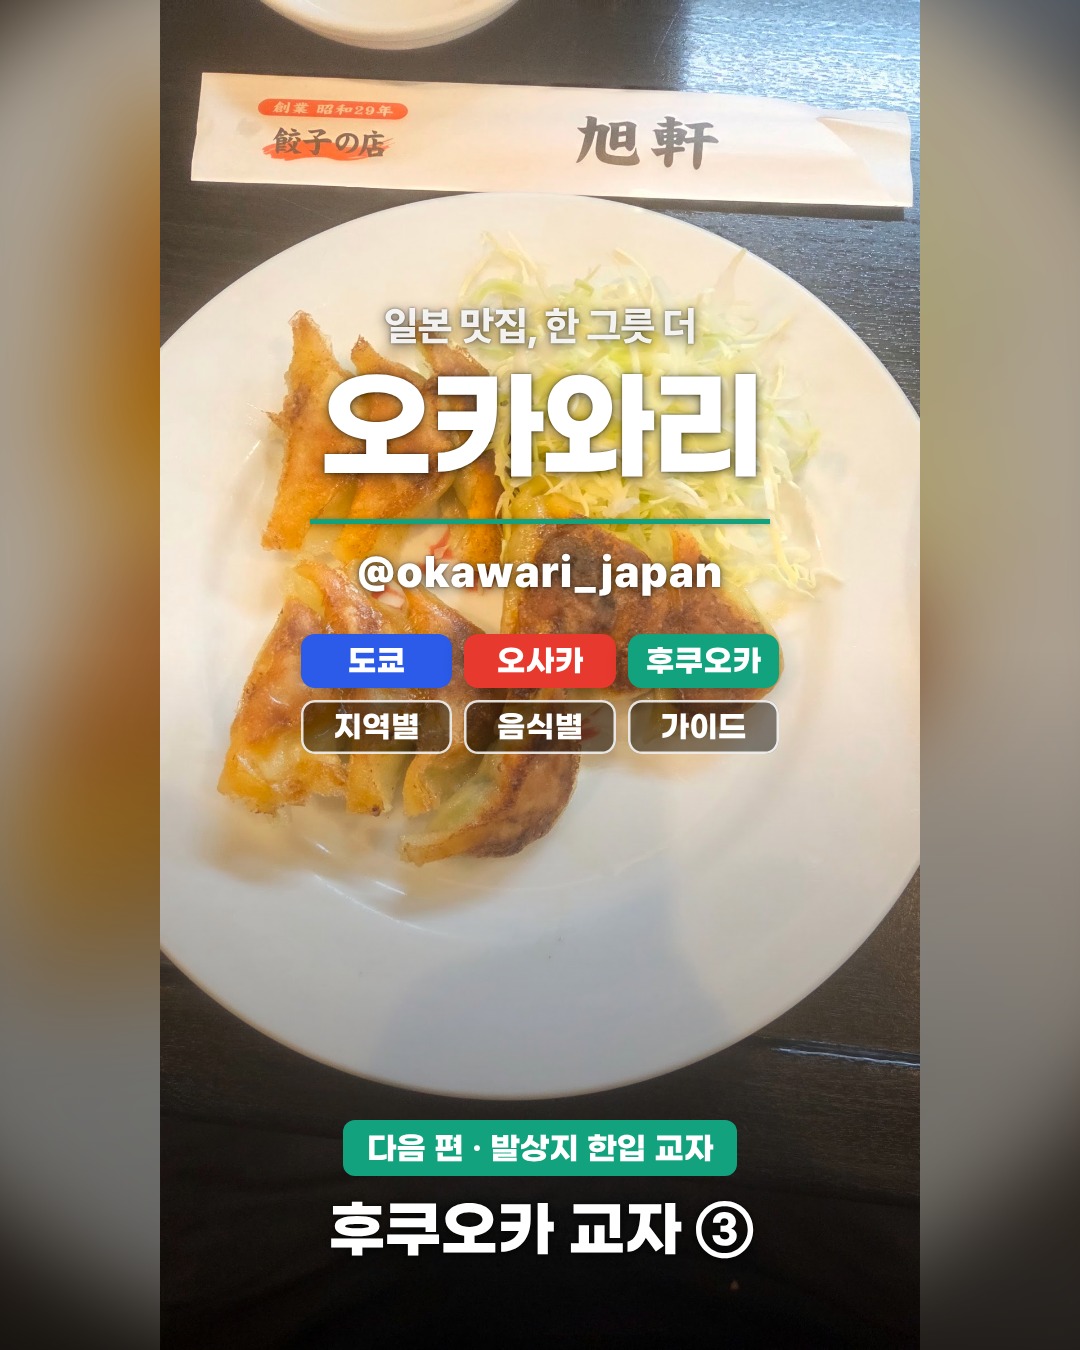 創業 昭和29年
餃子の店
旭軒
일본 맛집, 한 그릇 더
오카와리
@okawari_japan
도쿄 오사카 후쿠오카
지역별 음식별 가이드
다음 편 · 발상지 한입 교자
후쿠오카 교자 ③